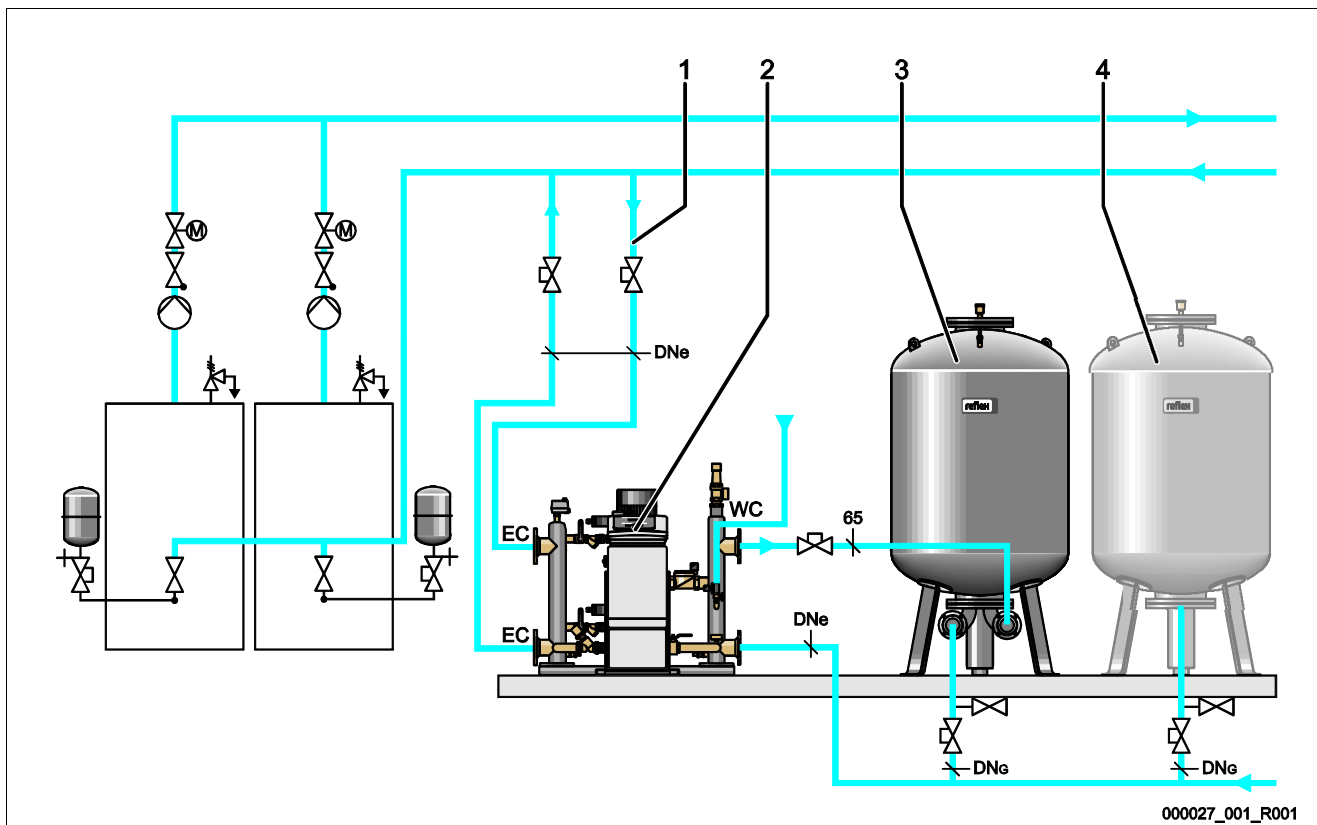 1 2 3 4
M M
DNe
reflex reflex
WC
65
EC
DNe
EC
DNG DNG
000027_001_R001